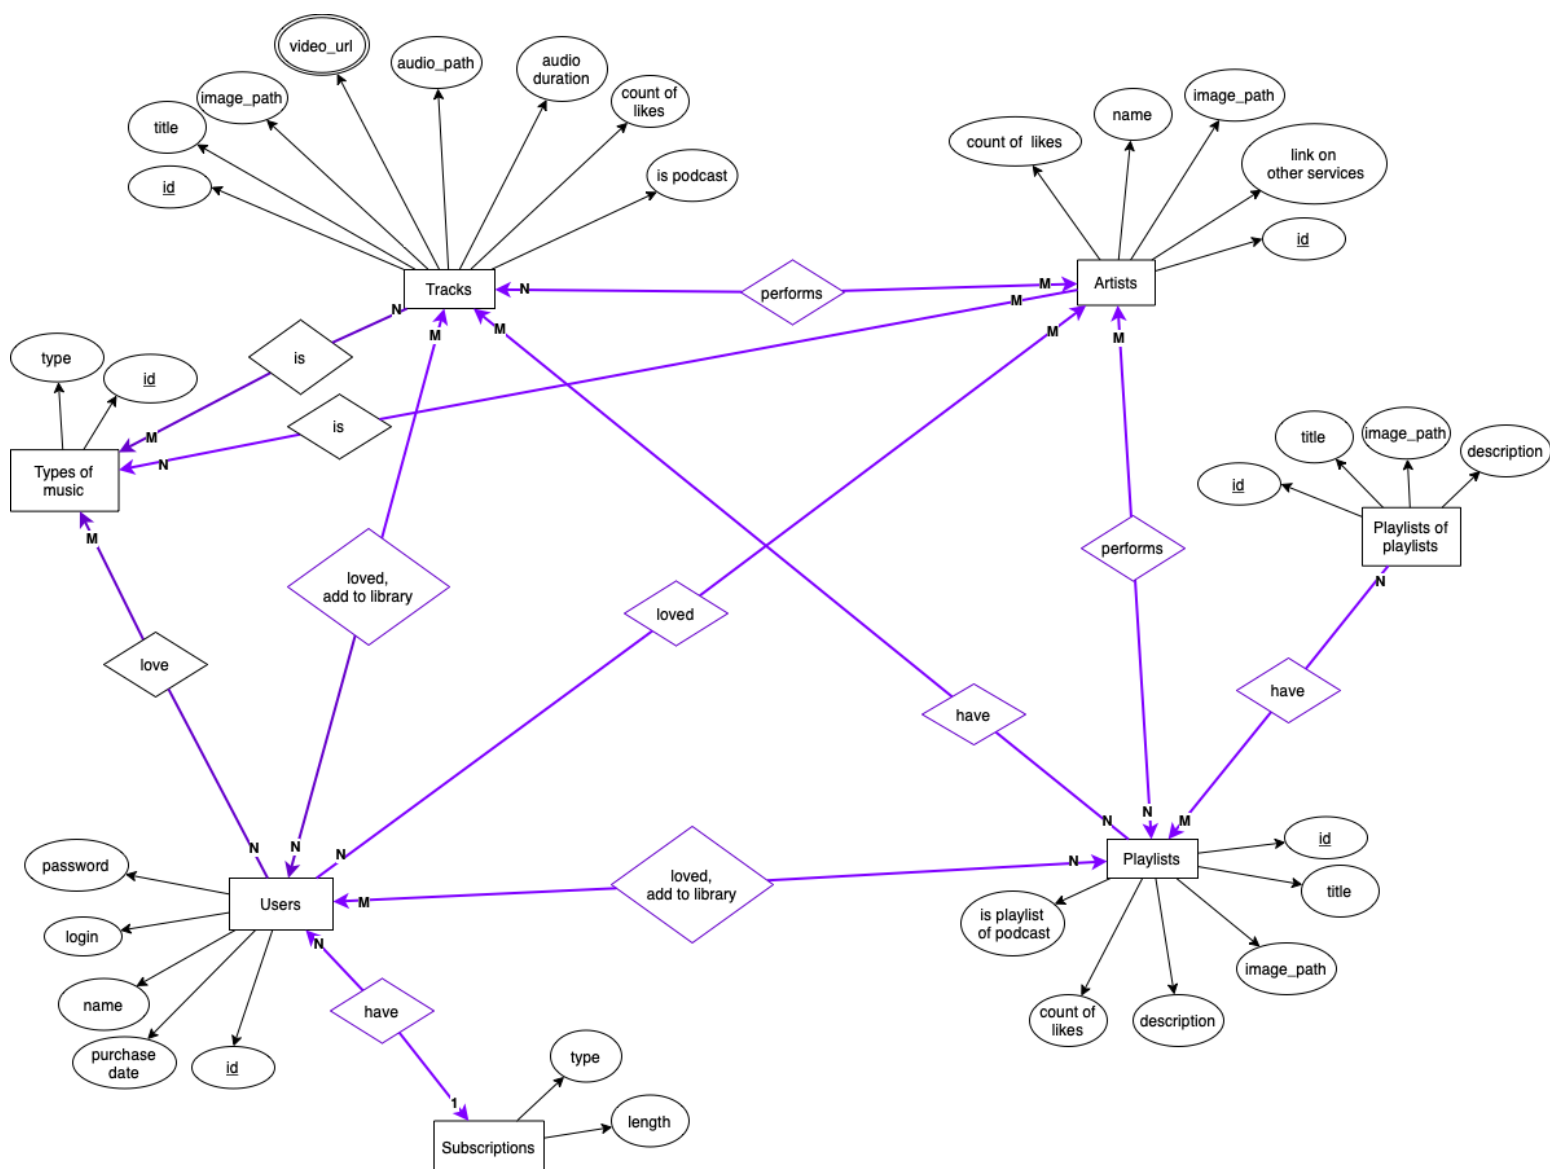 video_url
audio_path
audio
duration
image_path
count of
likes
title
is podcast
id
Tracks
image_path
name
count of  likes
link on
other services
id
Artists
N
performs
M
M
N
is
M
type
id
is
N
Types of
music
M
M
M
M
M
title
image_path
description
id
Playlists of
playlists
N
performs
loved,
add to library
loved
love
have
have
N
N
N
N
N
M
id
Playlists
title
password
Users
M
loved,
add to library
N
is playlist
of podcast
login
N
image_path
name
have
count of
likes
description
purchase
date
id
type
1
length
Subscriptions